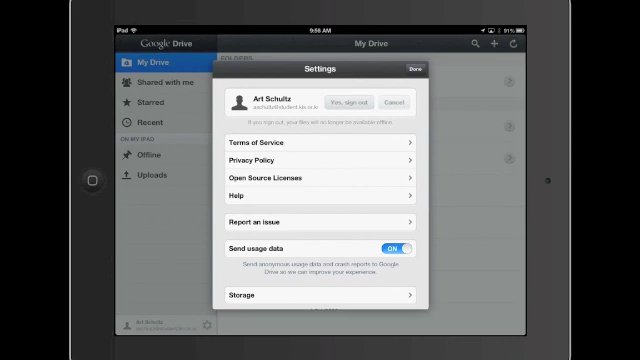 iPad
9:58 AM
91%
Google Drive
My Drive
My Drive
FOLDERS
Shared with me
Starred
Recent
ON MY IPAD
Offline
Uploads
Settings
Done
Art Schultz
Yes, sign out
Cancel
If you sign out, your files will no longer be available offline.
Terms of Service
Privacy Policy
Open Source Licenses
Help
Report an issue
Send usage data
ON
Send anonymous usage data and crash reports to Google
Drive so we can improve your experience.
Storage
Art Schultz